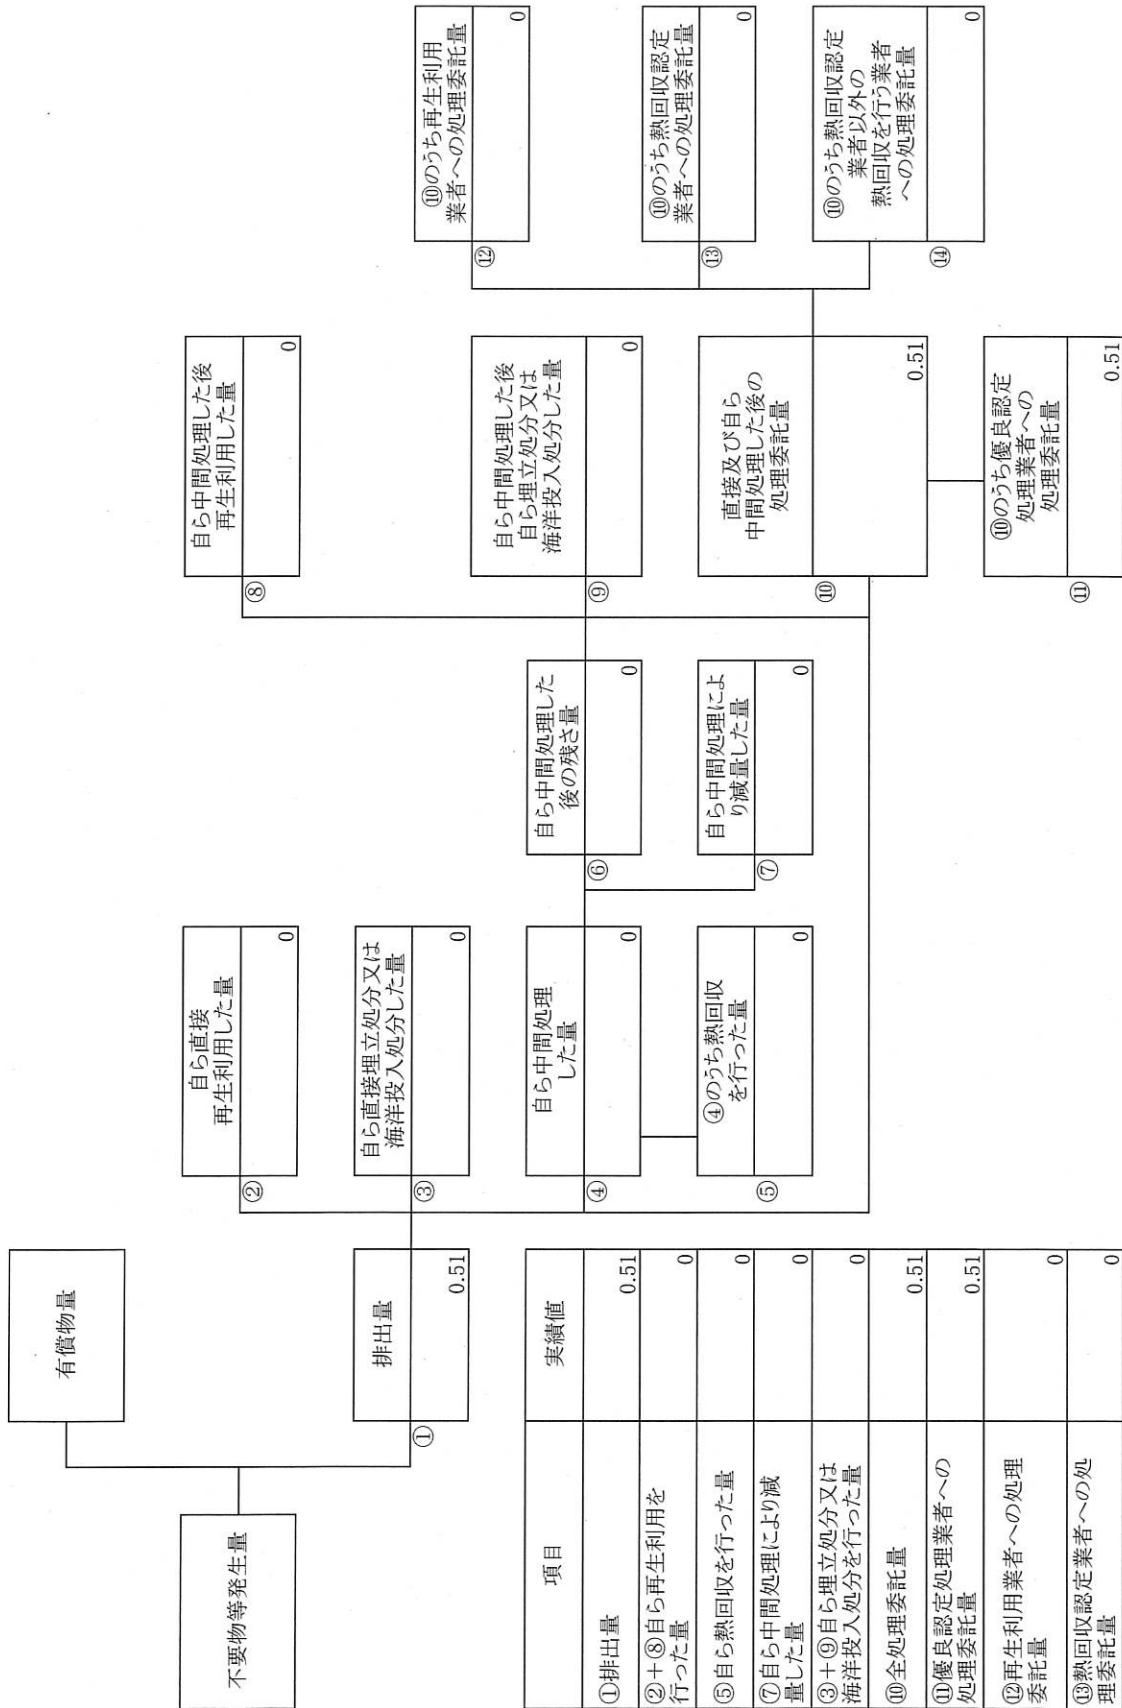 不要物等発生量
有償物量
排出量
①
0.51
自ら直接
再生利用した量
②
0
自ら直接埋立処分又は
海洋投入処分した量
③
0
自ら中間処理
した量
④
0
④のうち熱回収
を行った量
⑤
0
自ら中間処理した
後の残さ量
⑥
0
自ら中間処理によ
り減量した量
⑦
0
自ら中間処理した後
再生利用した量
⑧
0
自ら中間処理した後
自ら埋立処分又は
海洋投入処分した量
⑨
0
直接及び自ら
中間処理した後の
処理委託量
⑩
0.51
⑩のうち優良認定
処理業者への
処理委託量
⑪
0.51
⑩のうち再生利用
業者への処理委託量
⑫
0
⑩のうち熱回収認定
業者への処理委託量
⑬
0
⑩のうち熱回収認定
業者以外の
熱回収を行う業者
への処理委託量
⑭
0
項目 実績値
①排出量 0.51
②+⑧自ら再生利用を
行った量 0
⑤自ら熱回収を行った量 0
⑦自ら中間処理により減
量した量 0
③+⑨自ら埋立処分又は
海洋投入処分を行った量 0
⑩全処理委託量 0.51
⑪優良認定処理業者への
処理委託量 0.51
⑫再生利用業者への処理
委託量 0
⑬熱回収認定業者への処
理委託量 0